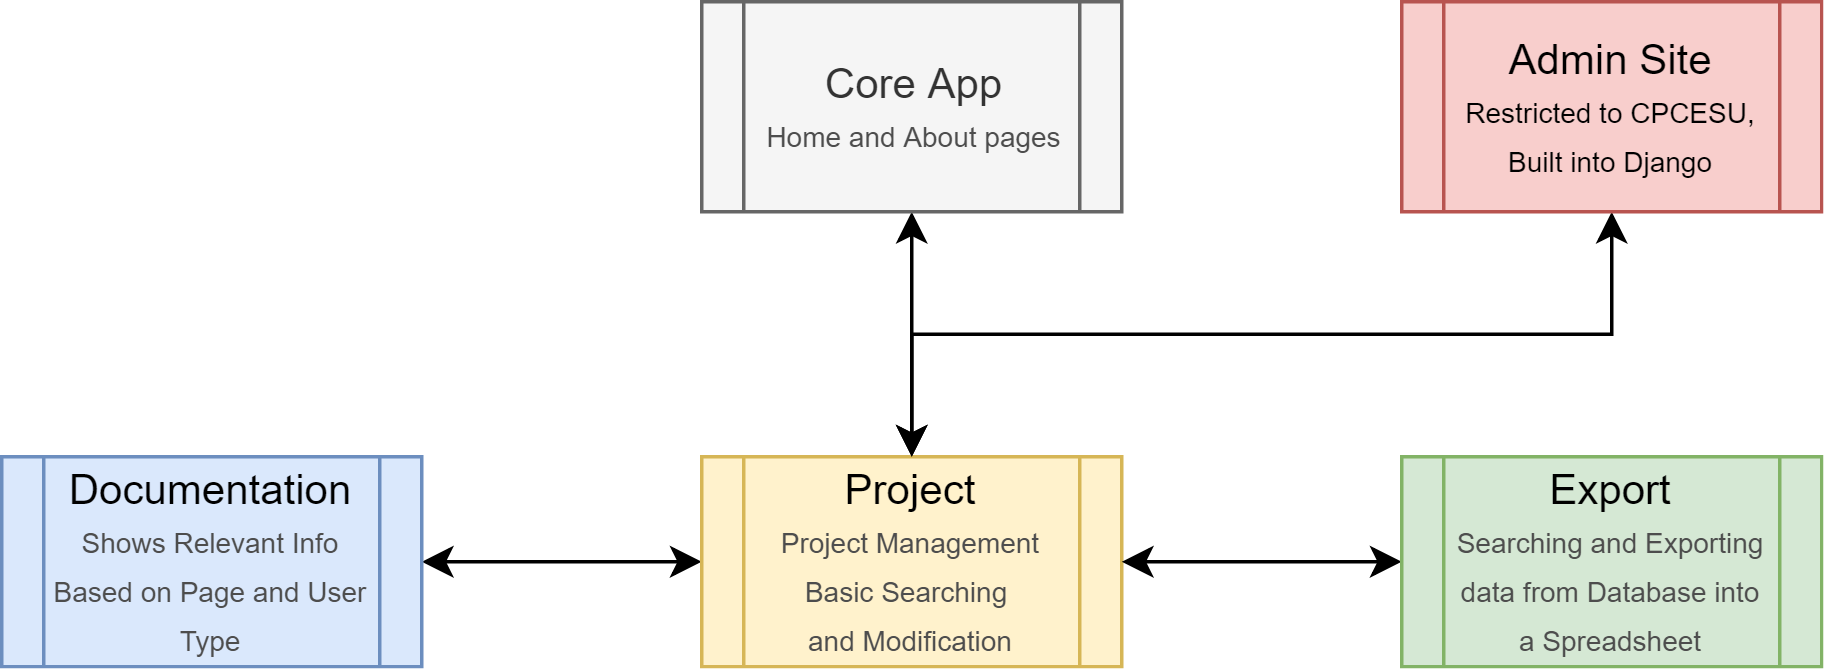 Core App
Home and About pages
Admin Site
Restricted to CPCESU,
Built into Django
Documentation
Shows Relevant Info
Based on Page and User
Type
Project
Project Management
Basic Searching
and Modification
Export
Searching and Exporting
data from Database into
a Spreadsheet